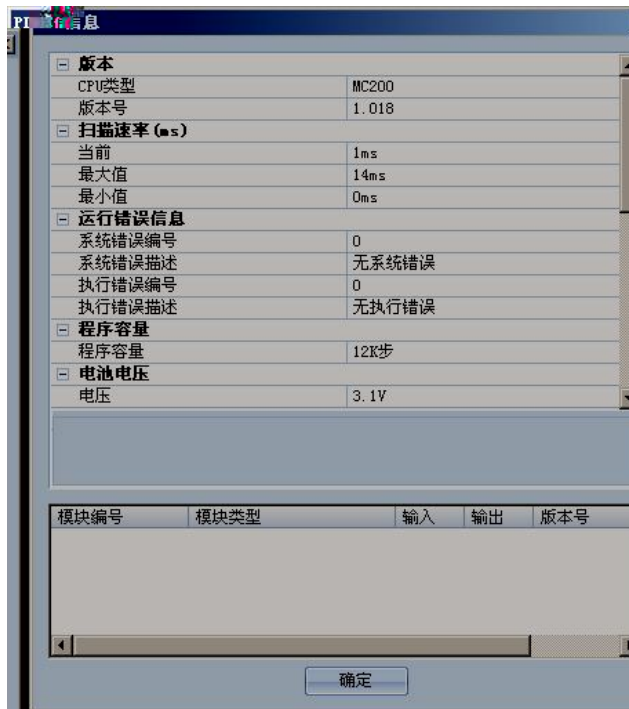 信息
版本
CPU类型 MC200
版本号 1.018
扫描速率(ms)
当前 1ms
最大值 14ms
最小值 0ms
运行错误信息
系统错误编号 0
系统错误描述 无系统错误
执行错误编号 0
执行错误描述 无执行错误
程序容量
程序容量 12K步
电池电压
电压 3.1V
模块编号 模块类型 输入 输出 版本号
确定